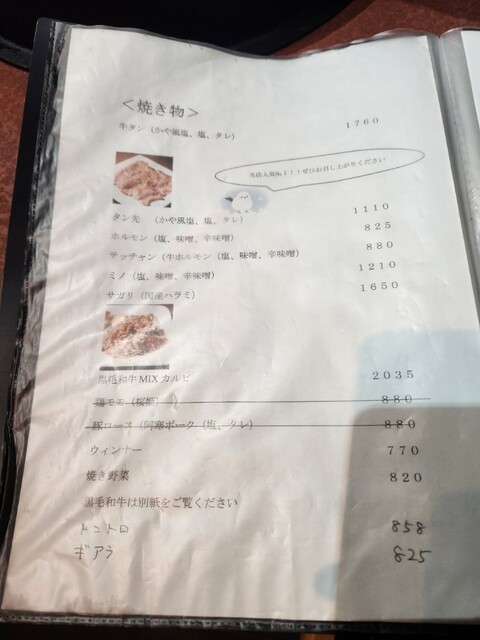 ＜焼き物＞
牛タン（かや風塩、塩、タレ） 1760
当店人気No.1！！ぜひお召し上がりください
タン先 （かや風塩、塩、タレ） 1110
ホルモン（塩、味噌、辛味噌） 825
テッチャン（牛ホルモン（塩、味噌、辛味噌） 880
ミノ（塩、味噌、辛味噌） 1210
サガリ（国産ハラミ） 1650
黒毛和牛MIXカルビ 2035
鶏モモ（桜姫） 880
豚ロース（阿寒ポーク（塩、タレ） 880
ウィンナー 770
焼き野菜 820
黒毛和牛は別紙をご覧ください
トントロ 858
ギアラ 825